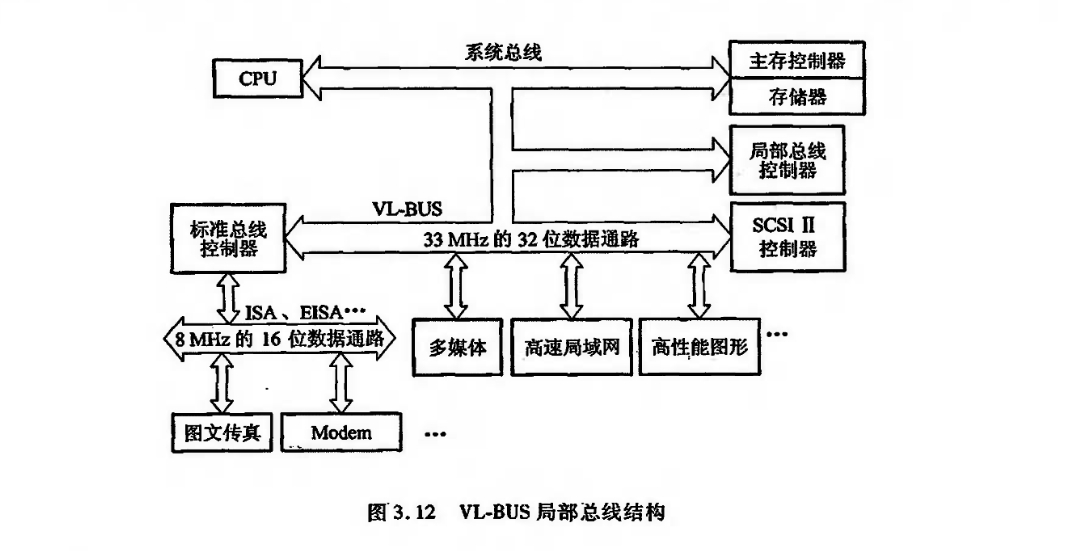 系统总线
CPU
主存控制器
存储器
局部总线
控制器
VL-BUS
标准总线
控制器
33 MHz 的 32 位数据通路
SCSI Ⅱ
控制器
ISA、EISA…
8 MHz 的 16 位数据通路
多媒体
高速局域网
高性能图形
…
图文传真
Modem
…
图 3.12 VL-BUS 局部总线结构